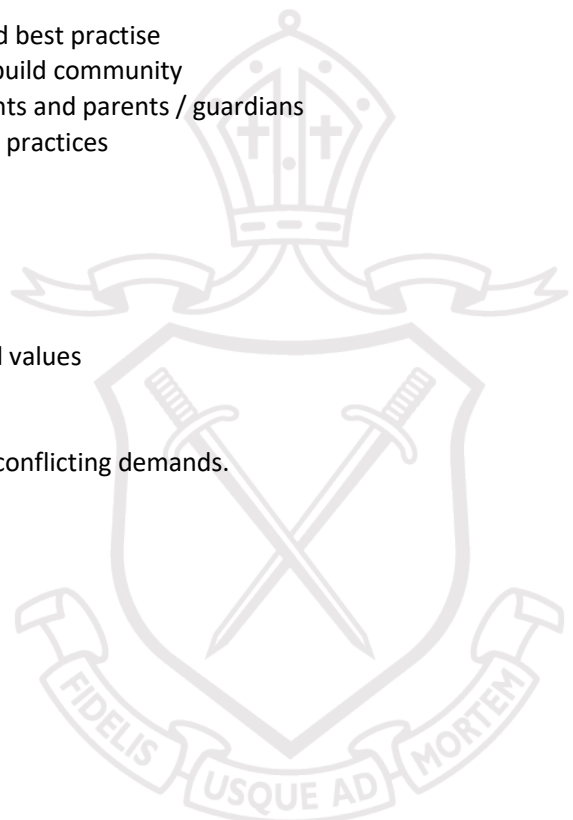 d best practise
build community
nts and parents / guardians
practices
l values
conflicting demands.
FIDELIS
USQUE AD
MORTEM